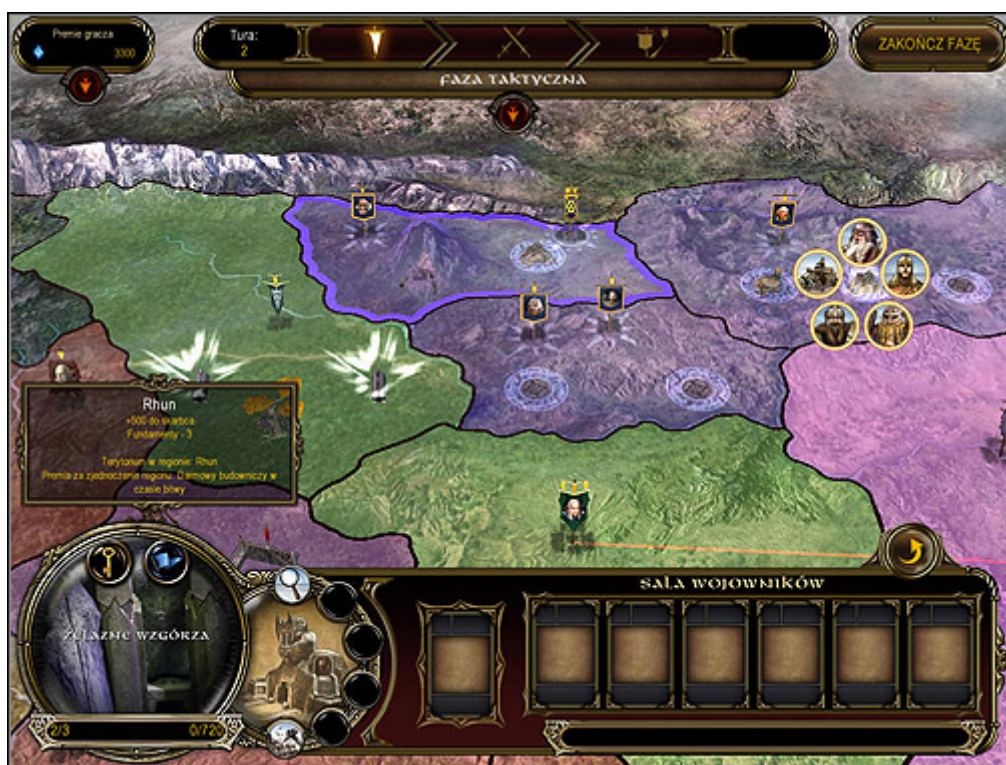 Premie gracza
3300
Tura:
2
ZAKOŃCZ FAZĘ
FAZA TAKTYCZNA
Rhun
+500 do skarbca
Fundamenty - 3
Terytorium w regionie: Rhun
Premia za zjednoczenie regionu: Darmowy budowniczy w
czasie bitwy
ŻELAZNE WZGÓRZA
2/3
0/720
SALA WOJOWNIKÓW